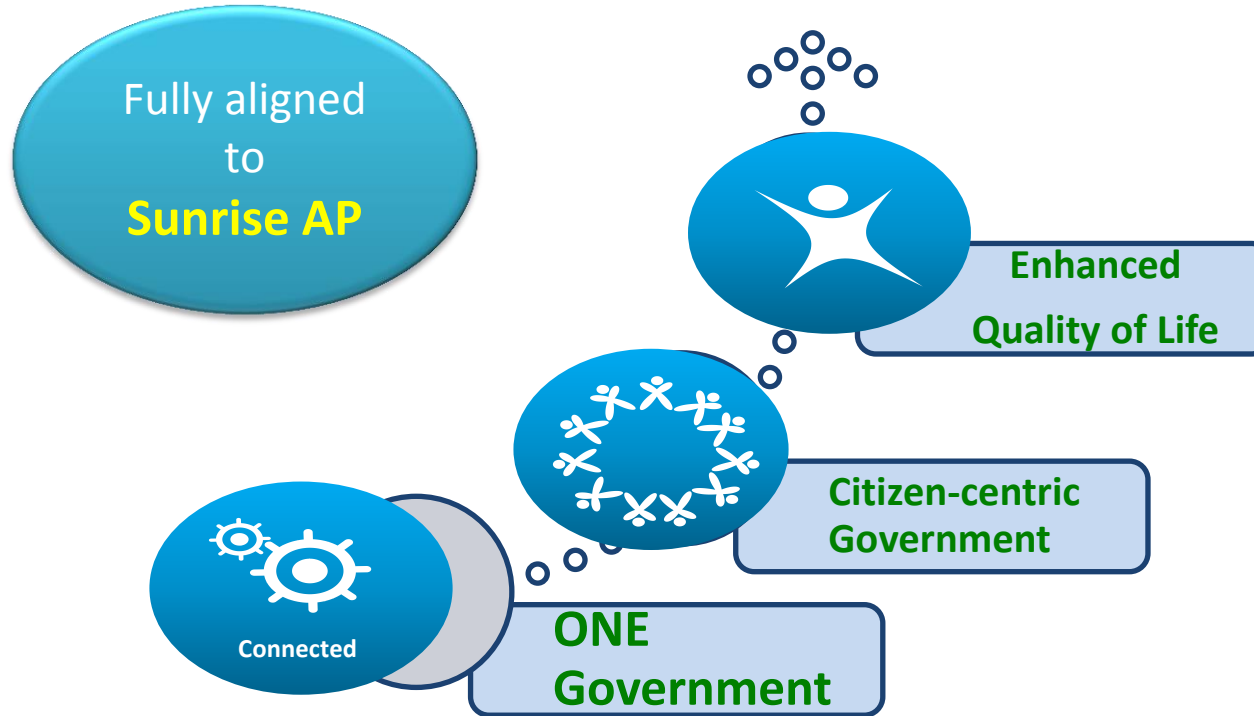 Fully aligned
to
Sunrise AP
Enhanced
Quality of Life
Citizen-centric
Government
Connected
ONE
Government